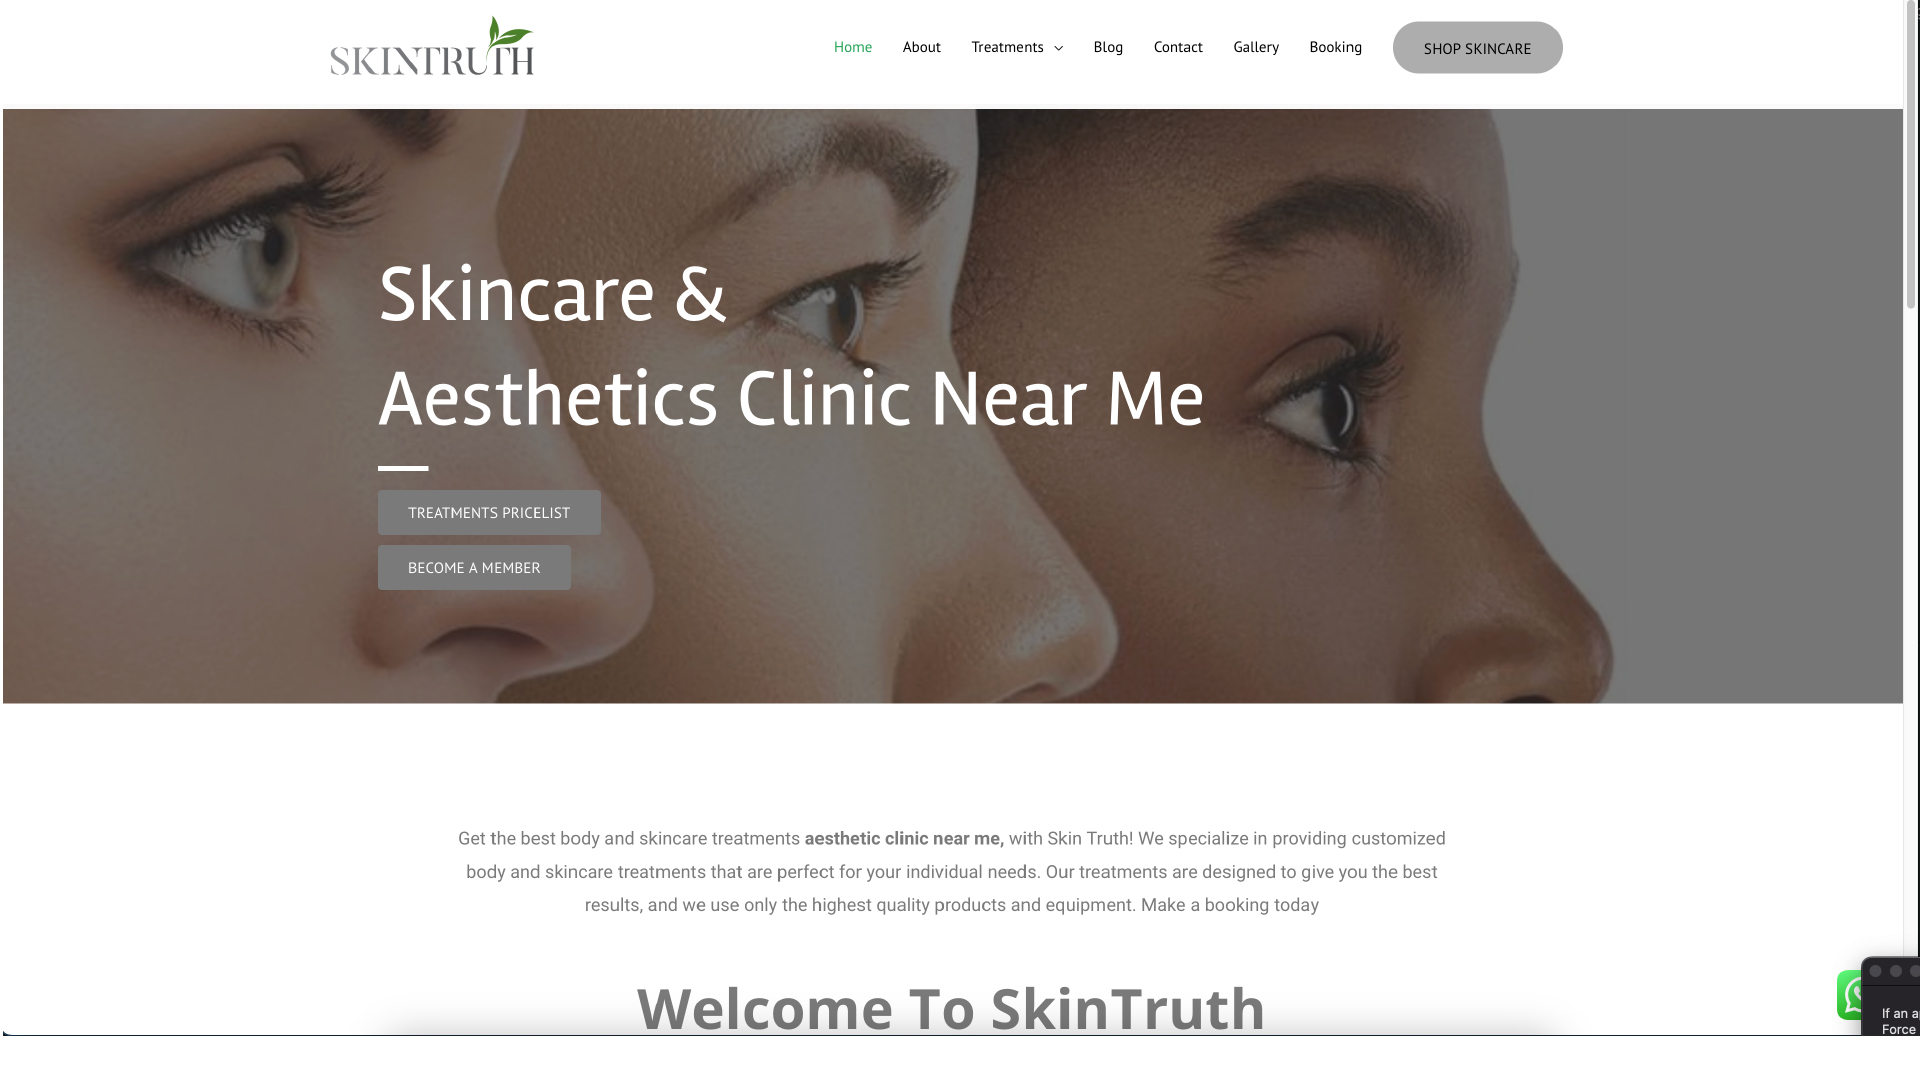 SKINTRUTH
Home About Treatments Blog Contact Gallery Booking SHOP SKINCARE
Skincare &
Aesthetics Clinic Near Me
TREATMENTS PRICELIST
BECOME A MEMBER
Get the best body and skincare treatments aesthetic clinic near me, with Skin Truth! We specialize in providing customized
body and skincare treatments that are perfect for your individual needs. Our treatments are designed to give you the best
results, and we use only the highest quality products and equipment. Make a booking today
Welcome To SkinTruth
If an a
Force